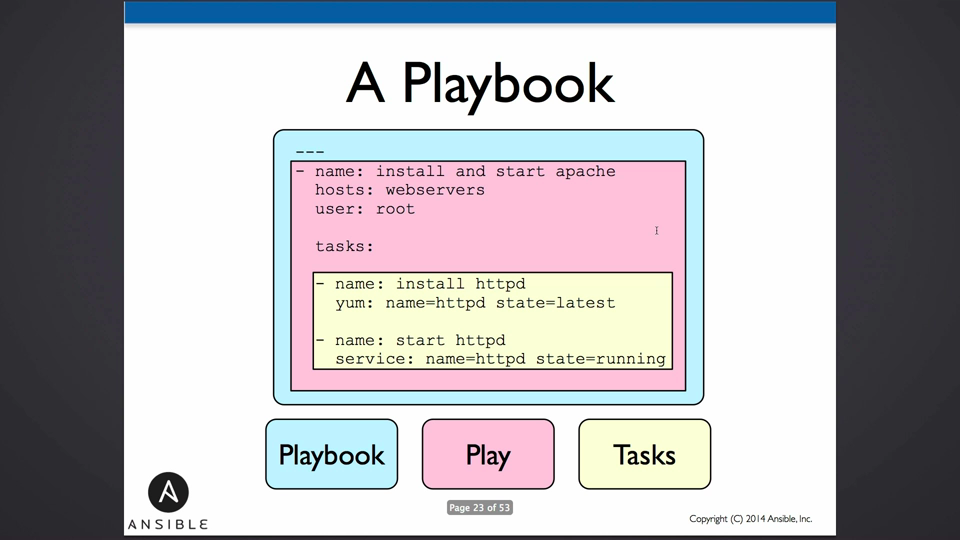 A Playbook
---
- name: install and start apache
hosts: webservers
user: root
tasks:
- name: install httpd
yum: name=httpd state=latest
- name: start httpd
service: name=httpd state=running
Playbook
Play
Tasks
A
ANSIBLE
Page 23 of 53
Copyright (C) 2014 Ansible, Inc.